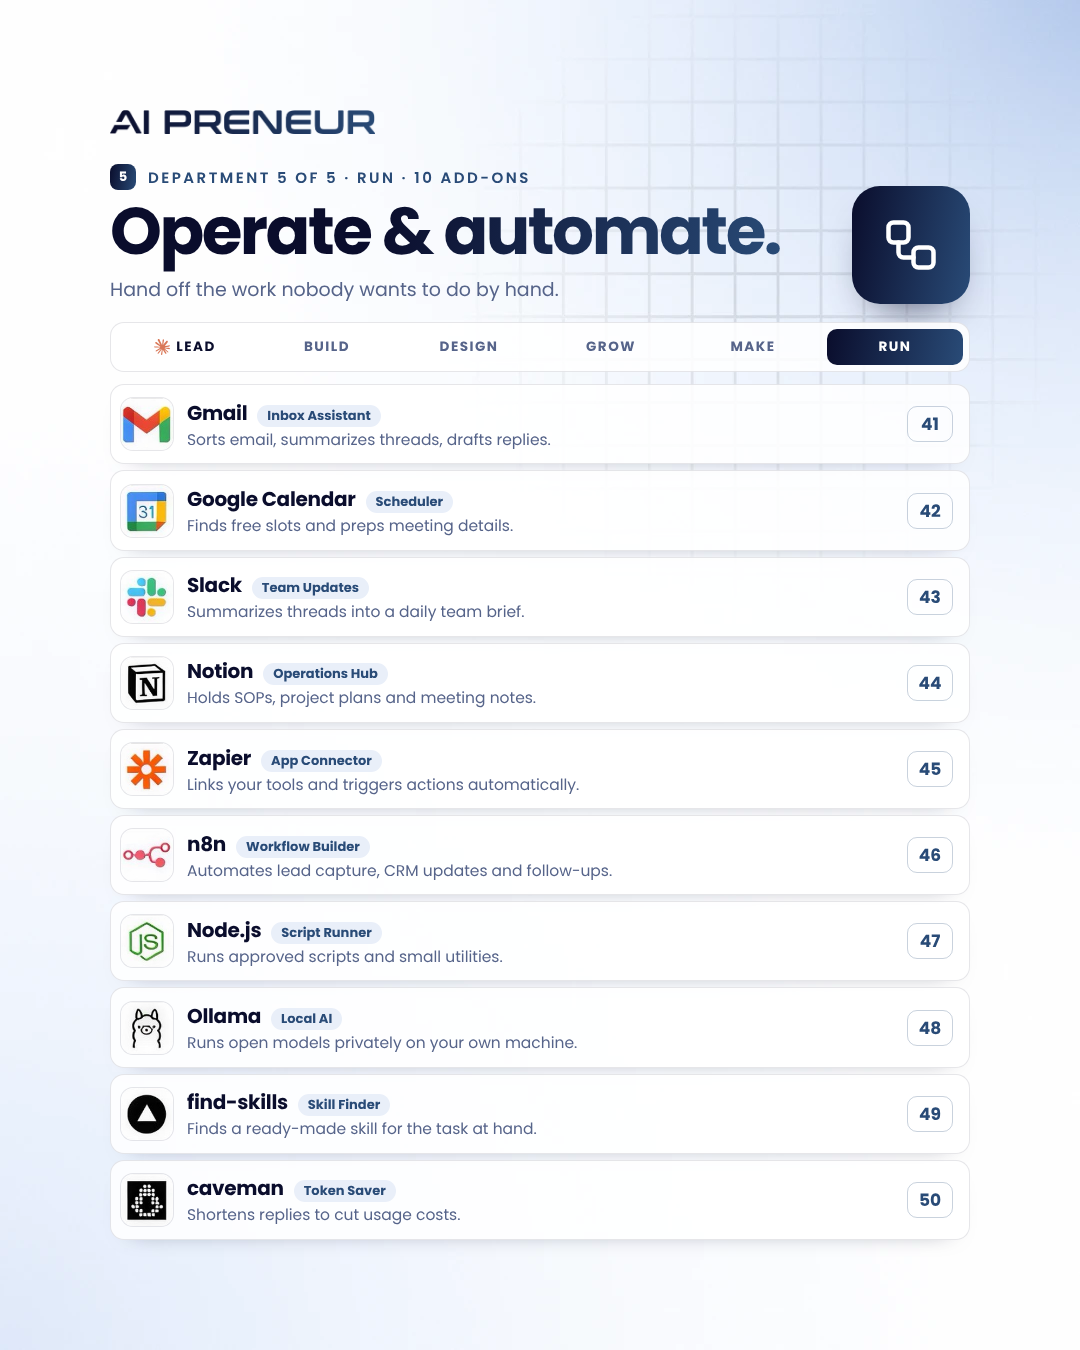 AI PRENEUR
5 DEPARTMENT 5 OF 5 · RUN · 10 ADD-ONS
Operate & automate.
Hand off the work nobody wants to do by hand.
LEAD BUILD DESIGN GROW MAKE RUN
Gmail Inbox Assistant 41
Sorts email, summarizes threads, drafts replies.
31
Google Calendar Scheduler 42
Finds free slots and preps meeting details.
Slack Team Updates 43
Summarizes threads into a daily team brief.
N
Notion Operations Hub 44
Holds SOPs, project plans and meeting notes.
Zapier App Connector 45
Links your tools and triggers actions automatically.
n8n Workflow Builder 46
Automates lead capture, CRM updates and follow-ups.
JS
Node.js Script Runner 47
Runs approved scripts and small utilities.
Ollama Local AI 48
Runs open models privately on your own machine.
find-skills Skill Finder 49
Finds a ready-made skill for the task at hand.
caveman Token Saver 50
Shortens replies to cut usage costs.